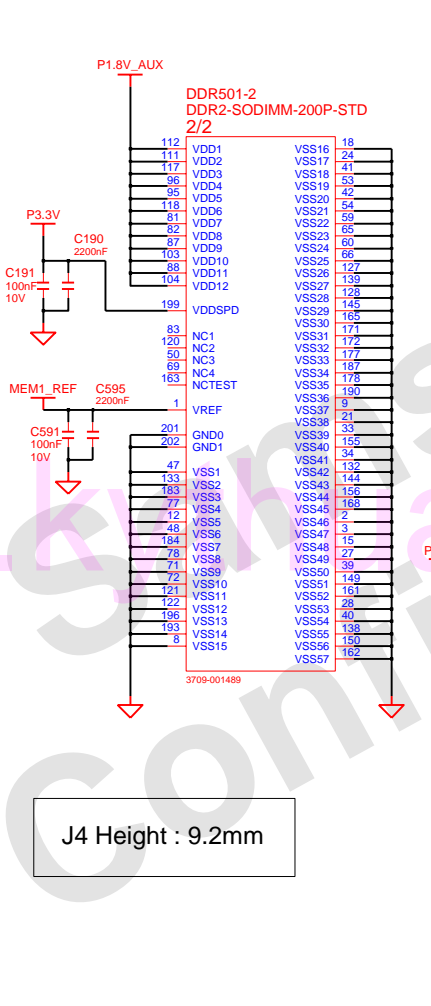 P1.8V_AUX
DDR501-2
DDR2-SODIMM-200P-STD
2/2
112 VDD1
111 VDD2
117 VDD3
96 VDD4
95 VDD5
118 VDD6
81 VDD7
82 VDD8
87 VDD9
103 VDD10
88 VDD11
104 VDD12
199 VDDSPD
83 NC1
120 NC2
50 NC3
69 NC4
163 NCTEST
1 VREF
201 GND0
202 GND1
47 VSS1
133 VSS2
183 VSS3
77 VSS4
12 VSS5
48 VSS6
184 VSS7
78 VSS8
71 VSS9
72 VSS10
121 VSS11
122 VSS12
196 VSS13
193 VSS14
8 VSS15
VSS16 18
VSS17 24
VSS18 41
VSS19 53
VSS20 42
VSS21 54
VSS22 59
VSS23 65
VSS24 60
VSS25 66
VSS26 127
VSS27 139
VSS28 128
VSS29 145
VSS30 165
VSS31 171
VSS32 172
VSS33 177
VSS34 187
VSS35 178
VSS36 190
VSS37 9
VSS38 21
VSS39 33
VSS40 155
VSS41 34
VSS42 132
VSS43 144
VSS44 156
VSS45 168
VSS46 2
VSS47 3
VSS48 15
VSS49 27
VSS50 39
VSS51 149
VSS52 161
VSS53 28
VSS54 40
VSS55 138
VSS56 150
VSS57 162
3709-001489
P3.3V
C190
2200nF
C191
100nF
10V
MEM1_REF
C595
2200nF
C591
100nF
10V
P
J4 Height : 9.2mm